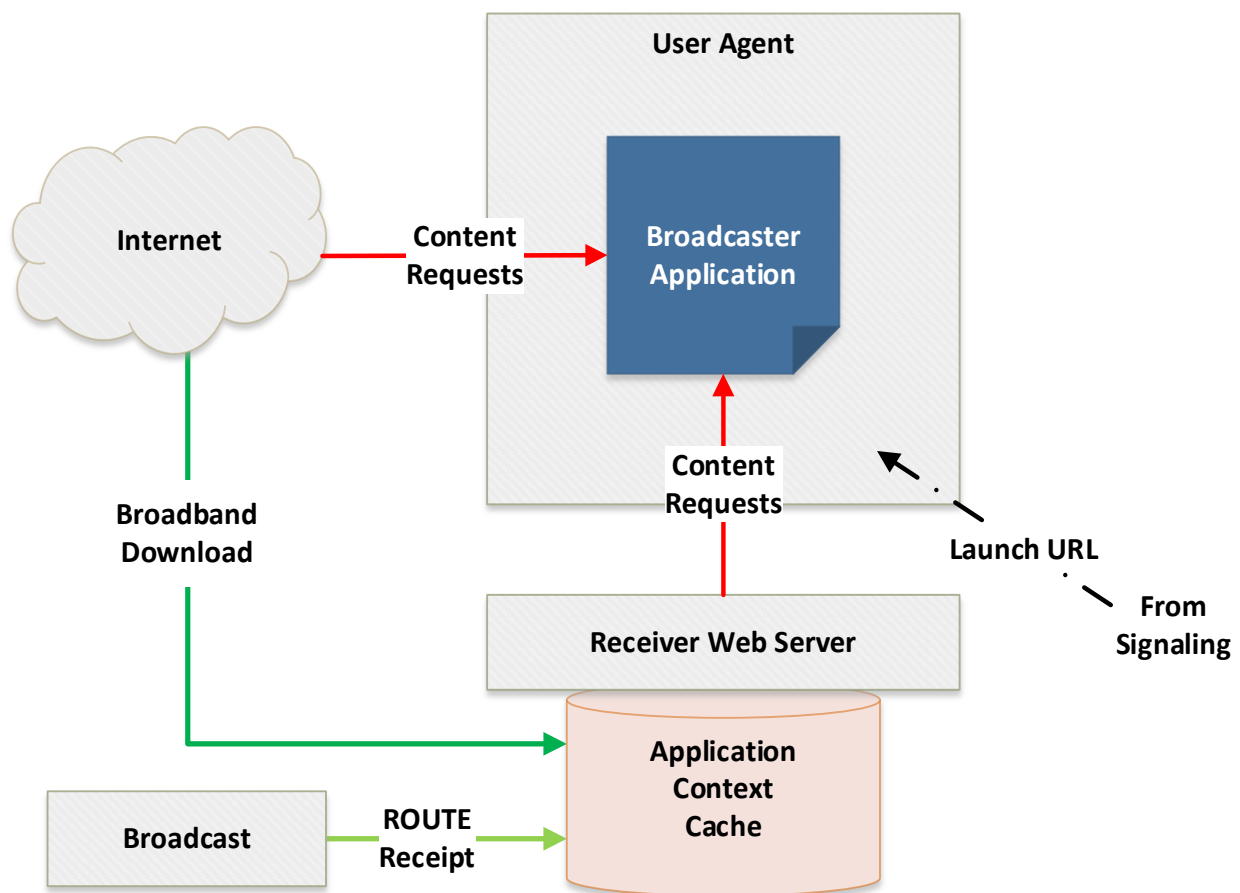 User Agent
Internet
Content
Requests
Broadcaster
Application
Content
Requests
Broadband
Download
Launch URL
From
Signaling
Receiver Web Server
Application
Context
Cache
Broadcast
ROUTE
Receipt